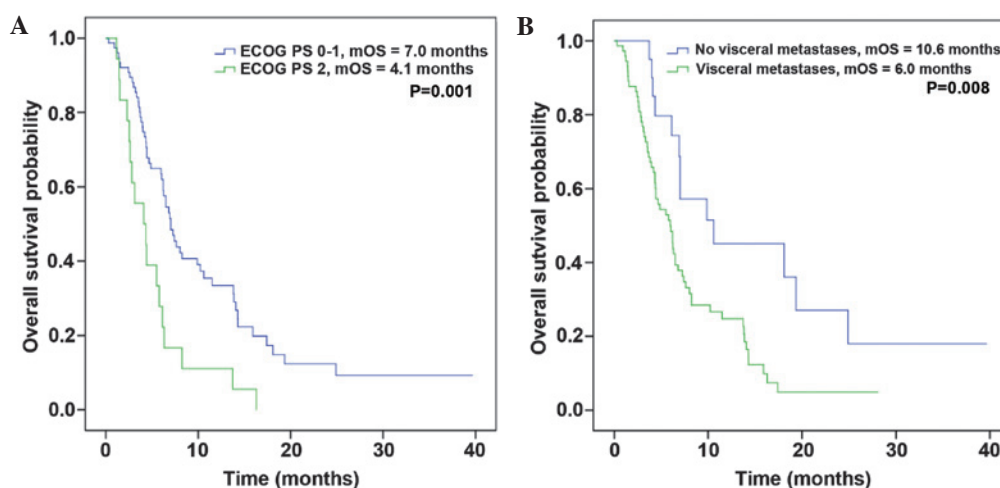 A
ECOG PS 0-1, mOS = 7.0 months
ECOG PS 2, mOS = 4.1 months
P=0.001
Overall sutvival probability
1.0
0.8
0.6
0.4
0.2
0.0
0
10
20
30
40
Time (months)
B
No visceral metastases, mOS = 10.6 months
Visceral metastases, mOS = 6.0 months
P=0.008
Overall sutvival probability
1.0
0.8
0.6
0.4
0.2
0.0
0
10
20
30
40
Time (months)